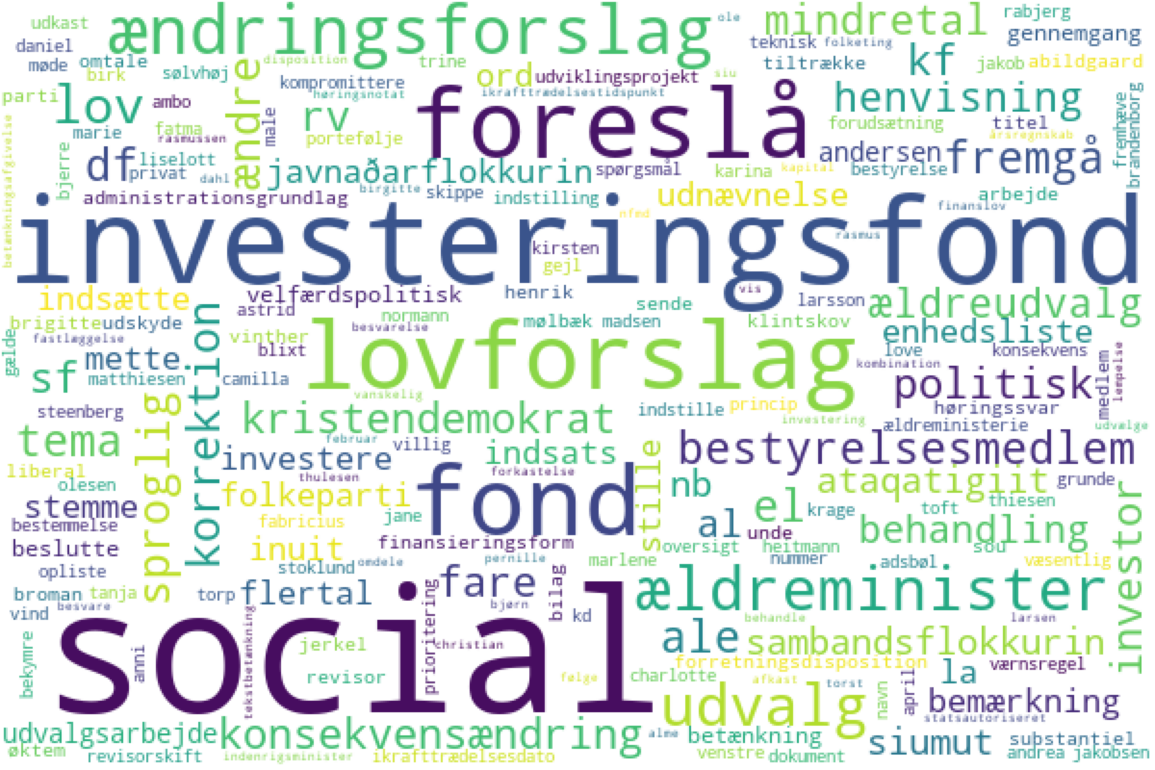 udkast
ændringsforslag
ole
mindretal
rabjerg
daniel
omtale
disposition
trine
teknisk
folketing
gennemgang
møde
birk
sølvhøj
kompromittere
ord
udviklingsprojekt
siu
tiltrække
kf
jakob
abildgaard
parti
lov
ambo
ændre
høringsnotat
ikrafttrædelsestidspunkt
foreslå
henvisning
fremhæve
brandenborg
marie
fatma
rasmussen
male
rv
portefølje
forudsætning
titel
årsregnskab
bjerre
df
liselott
privat
dahl
javnaðarflokkurin
spørgsmål
karina
kapital
andersen
bestyrelse
fremgå
betænkningsafgivelse
administrationsgrundlag
birgitte
skippe
indstilling
udnævnelse
arbejde
investeringsfond
nfed
finanslov
kirsten
gejl
rasmus
indsætte
velfærdspolitisk
henrik
vis
larsson
ældreudvalg
astrid
normann
sende
brigitte
udskyde
korrektion
vinther
besvarelse
mølbæk madsen
klintskov
enhedsliste
gælde
fastlæggelse
mette
blixt
lovforslag
love
konsekvens
kombination
medlem
lempelse
sf
matthiesen
camilla
vanskelig
politisk
steenberg
sproglig
kristendemokrat
indstille
princip
investering
høringssvar
tema
februar
villig
indsats
ældreministerie
udvælge
liberal
investere
thulesen
forkastelse
stille
bestyrelsesmedlem
olesen
folkeparti
fond
nb
ataqatigiit
grunde
stemme
jane
el
krage
toft
thiesen
investor
bestemmelse
fabricius
al
unde
behandling
beslutte
inuit
finansieringsform
oversigt
heitmann
sou
væsentlig
opliste
stoklund
omdele
pernille
marlene
nummer
adsbøl
broman
tanja
torp
flertal
fare
bilag
ældreminister
vind
besvare
bjørn
kd
behandle
larsen
social
tekstbetænkning
prioritering
ale
sambandsflokkurin
bekymre
anni
jerkel
christian
forretningsdisposition
værnsregel
revisor
følge
charlotte
afkast
la
torst
navn
april
bemærkning
udvalg
statsautoriseret
udvalgsarbejde
konsekvensændring
alme
betænkning
siumut
substantiel
øktem
revisorskift
indenrigsminister
ikrafttrædelsesdato
venstre
dokument
andrea jakobsen